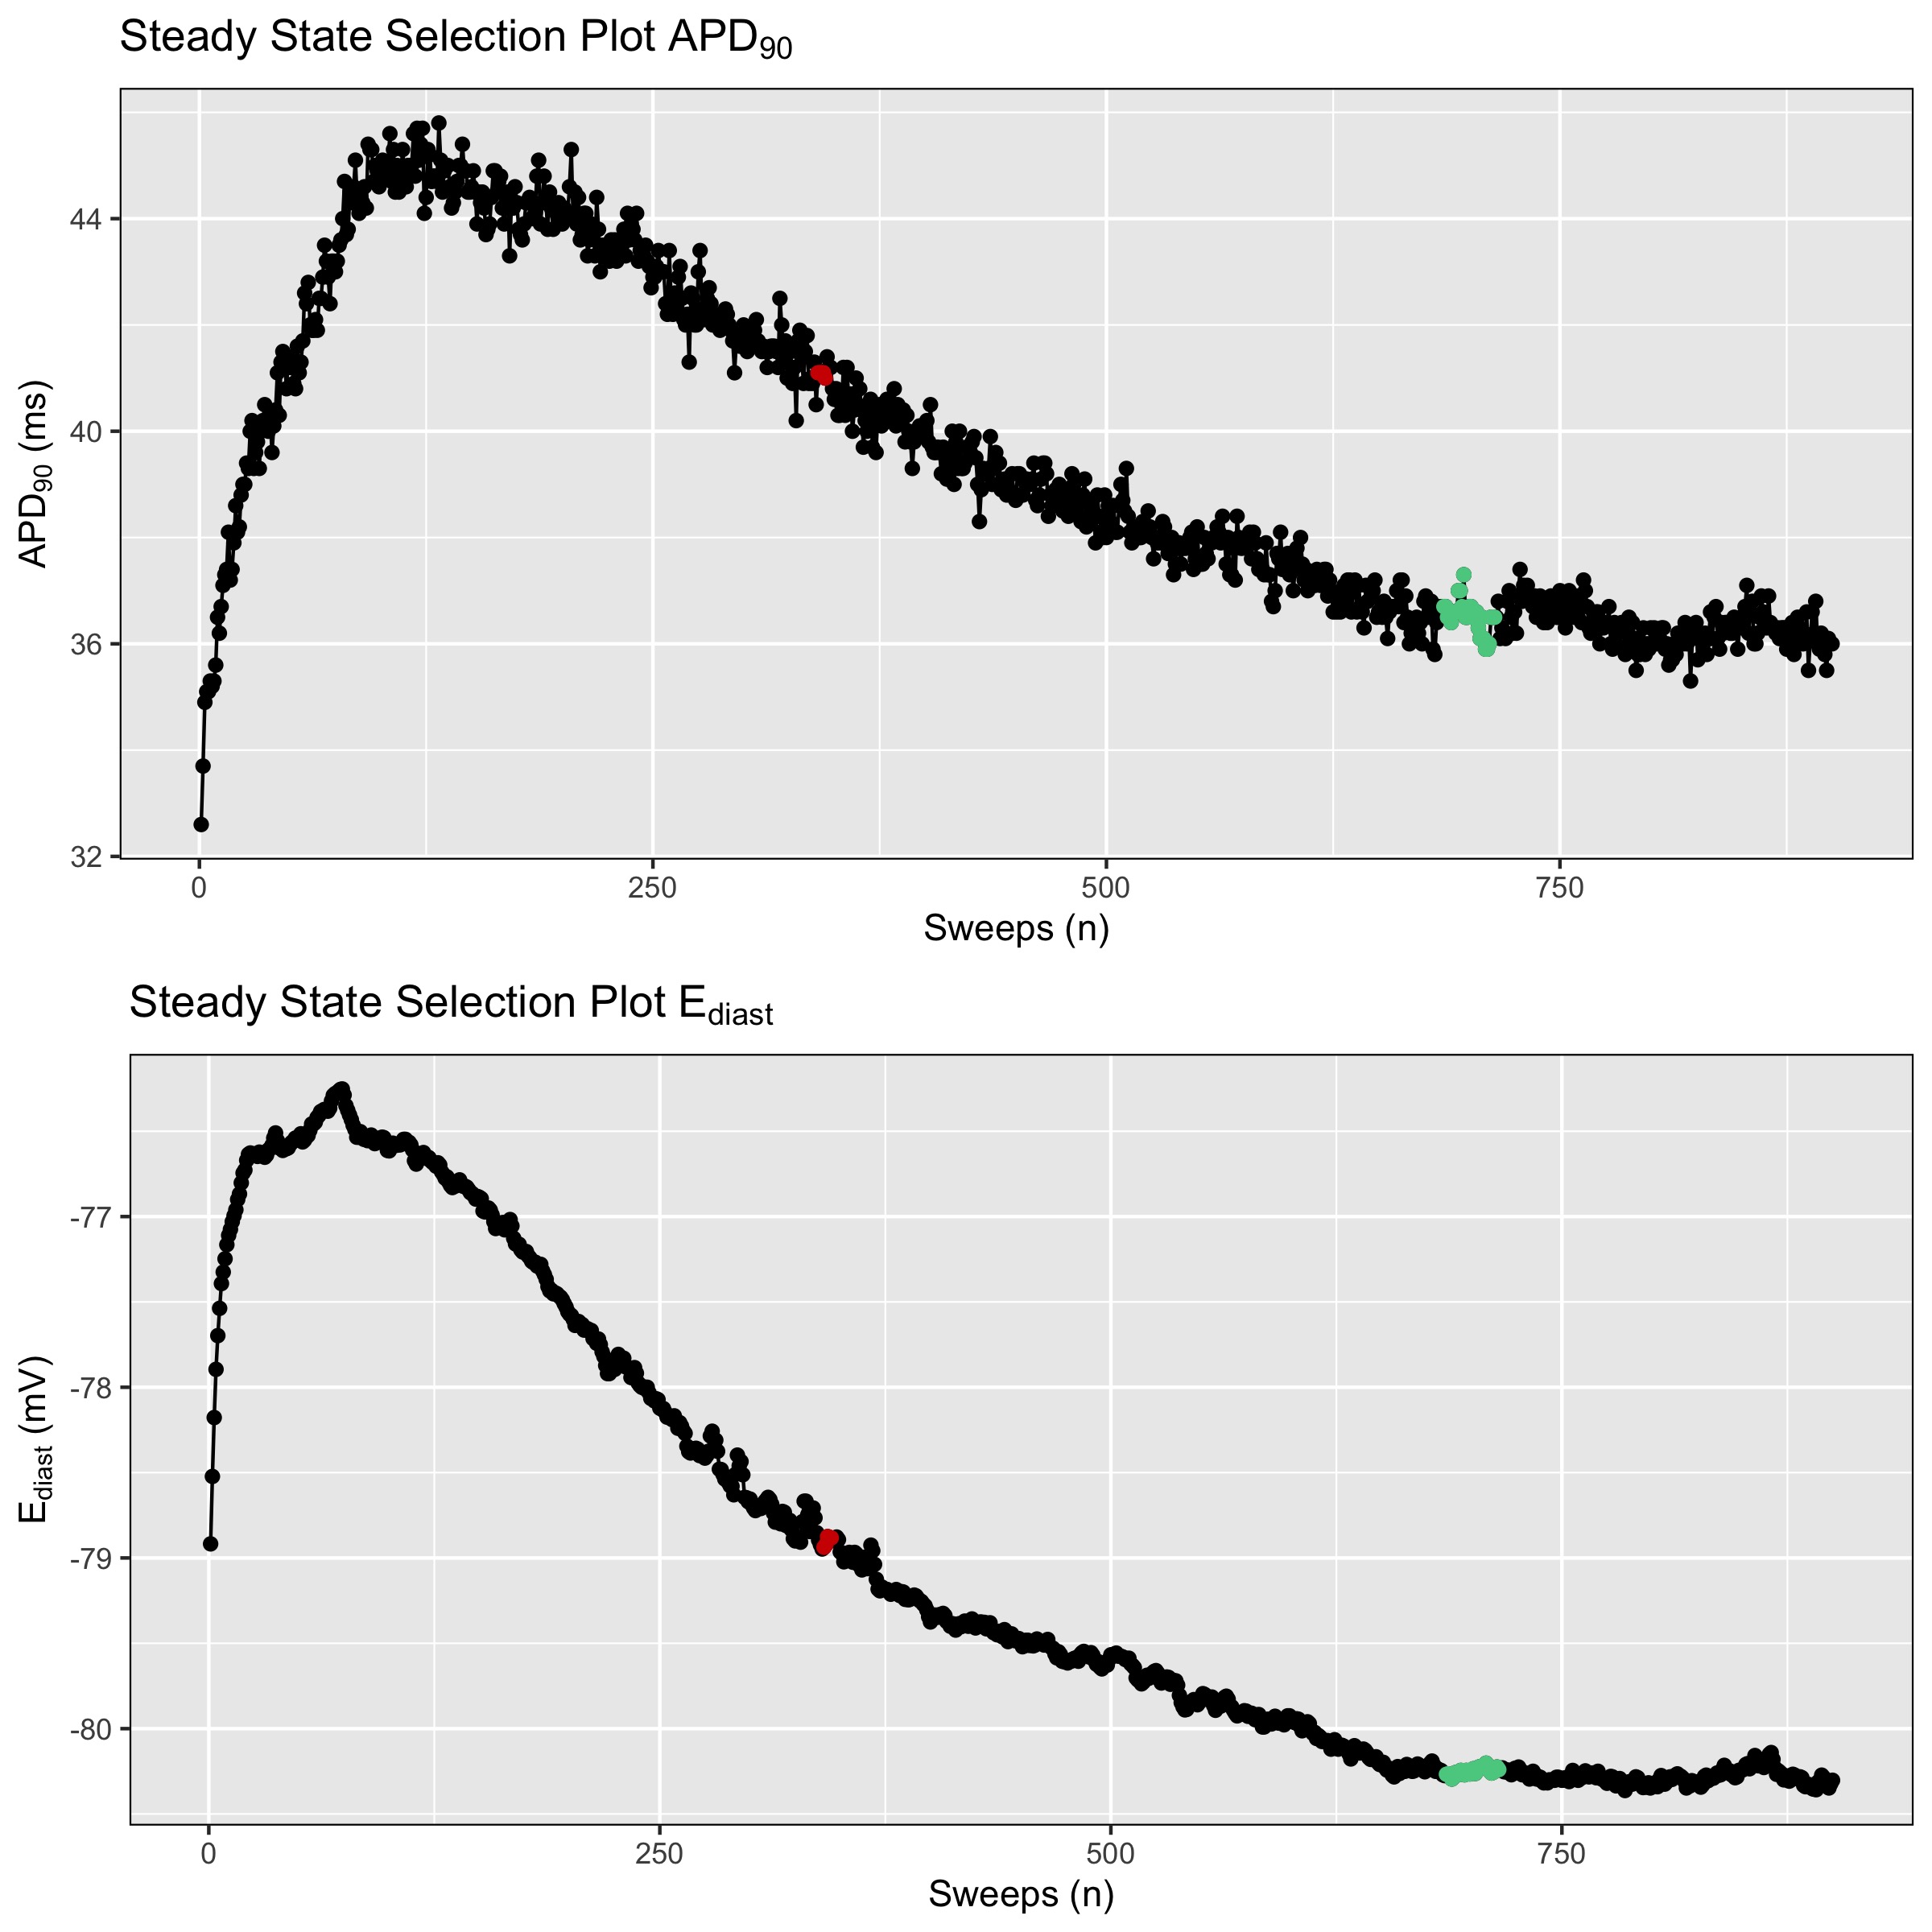 Steady State Selection Plot APD90
44
40
36
32
APD90 (ms)
0 250 500 750
Sweeps (n)
Steady State Selection Plot Ediast
-77
-78
-79
-80
Ediast (mV)
0 250 500 750
Sweeps (n)